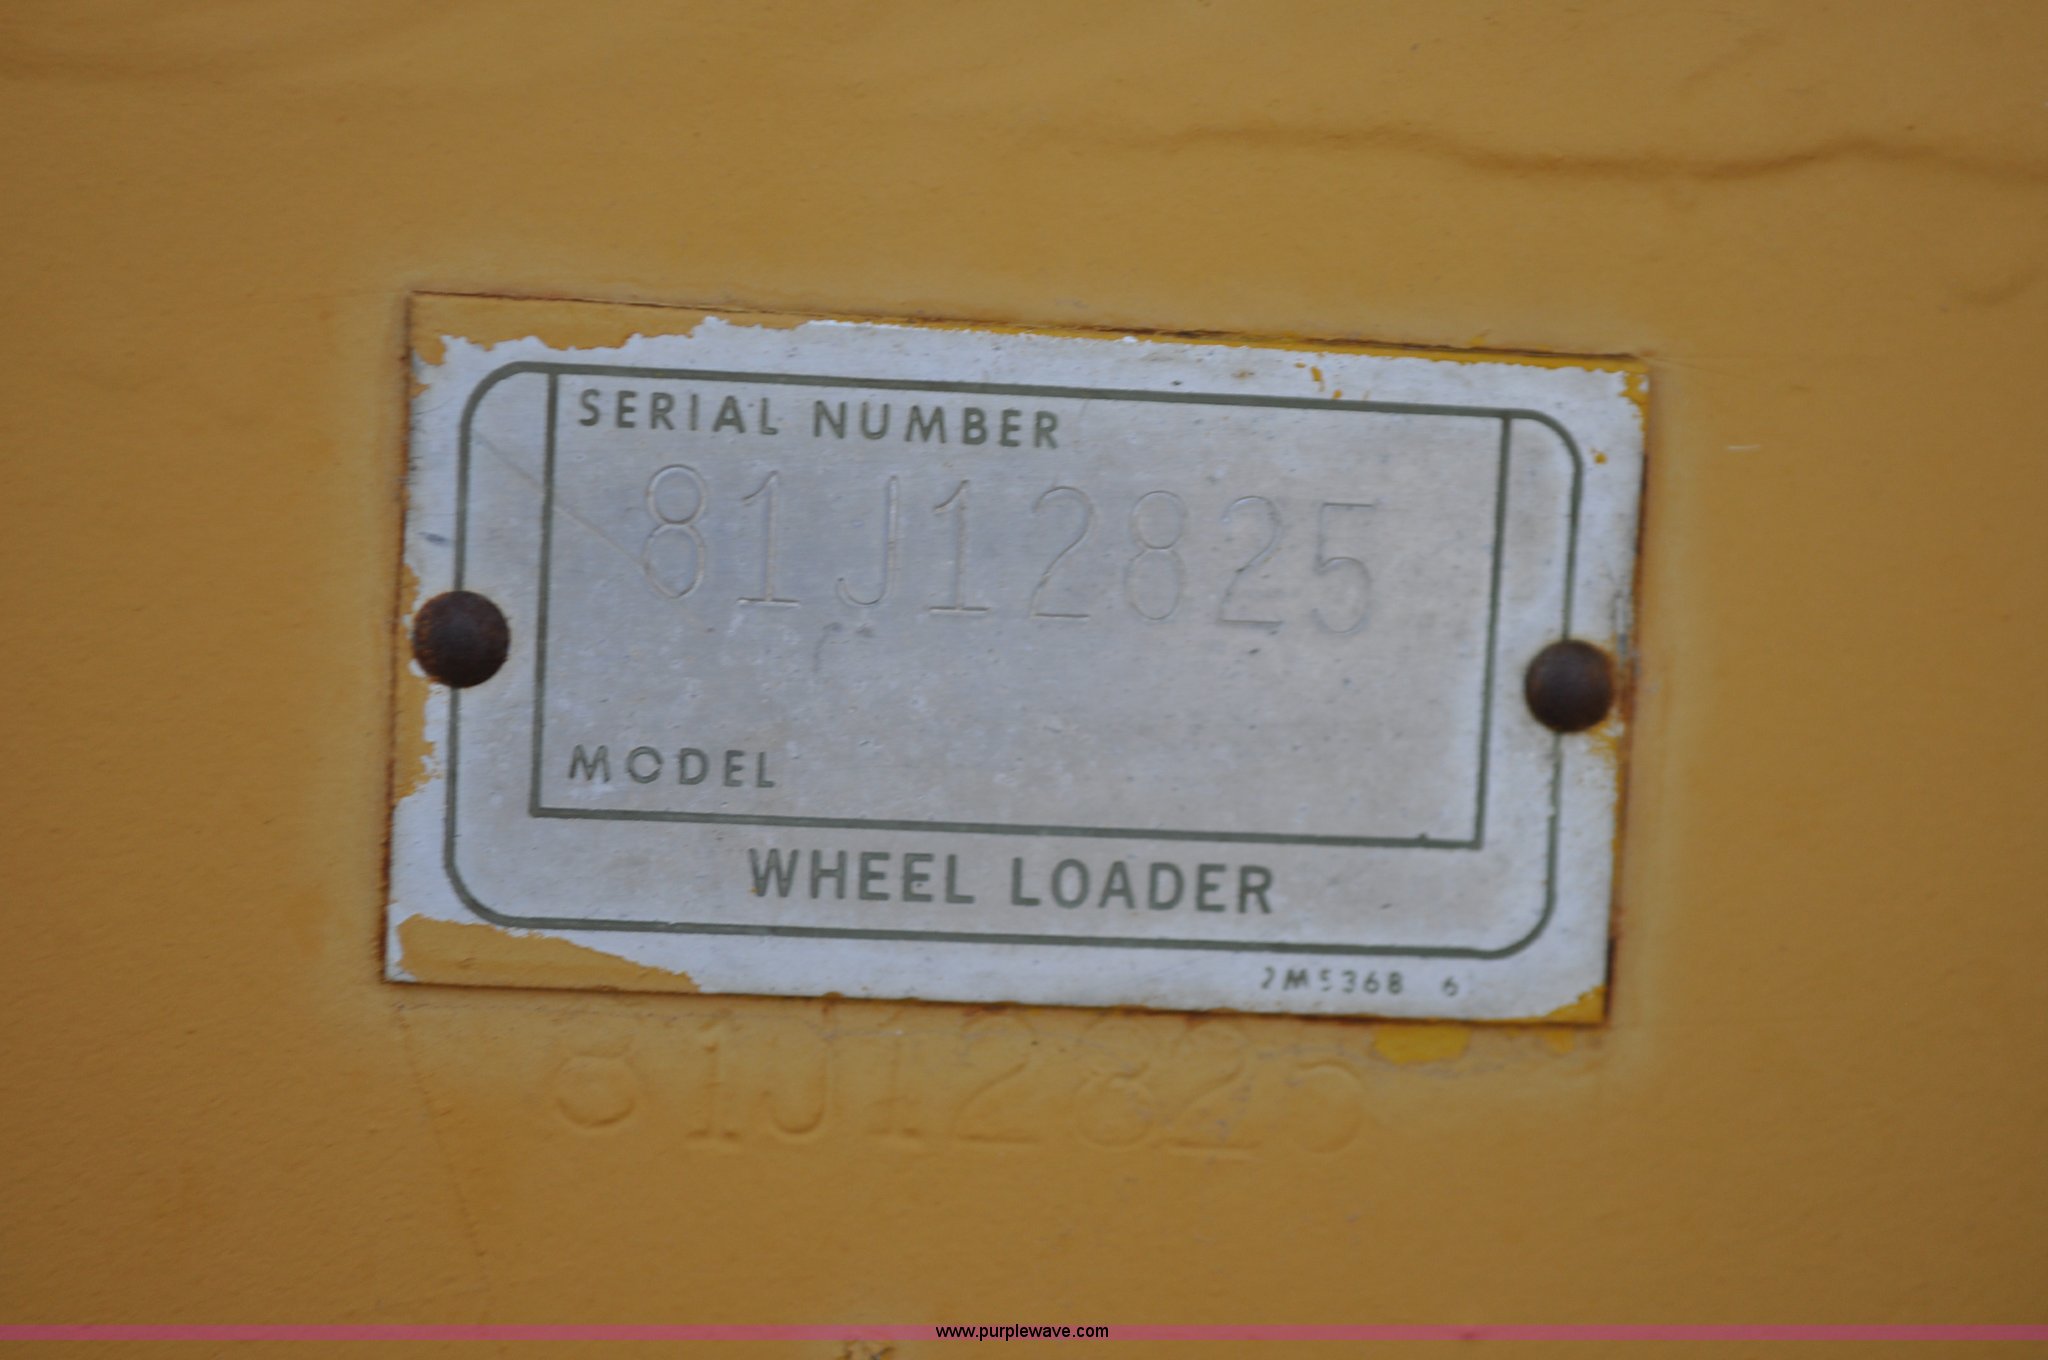 SERIAL NUMBER
81J12825
MODEL
WHEEL LOADER
2M5368 6
81J12825
www.purplewave.com